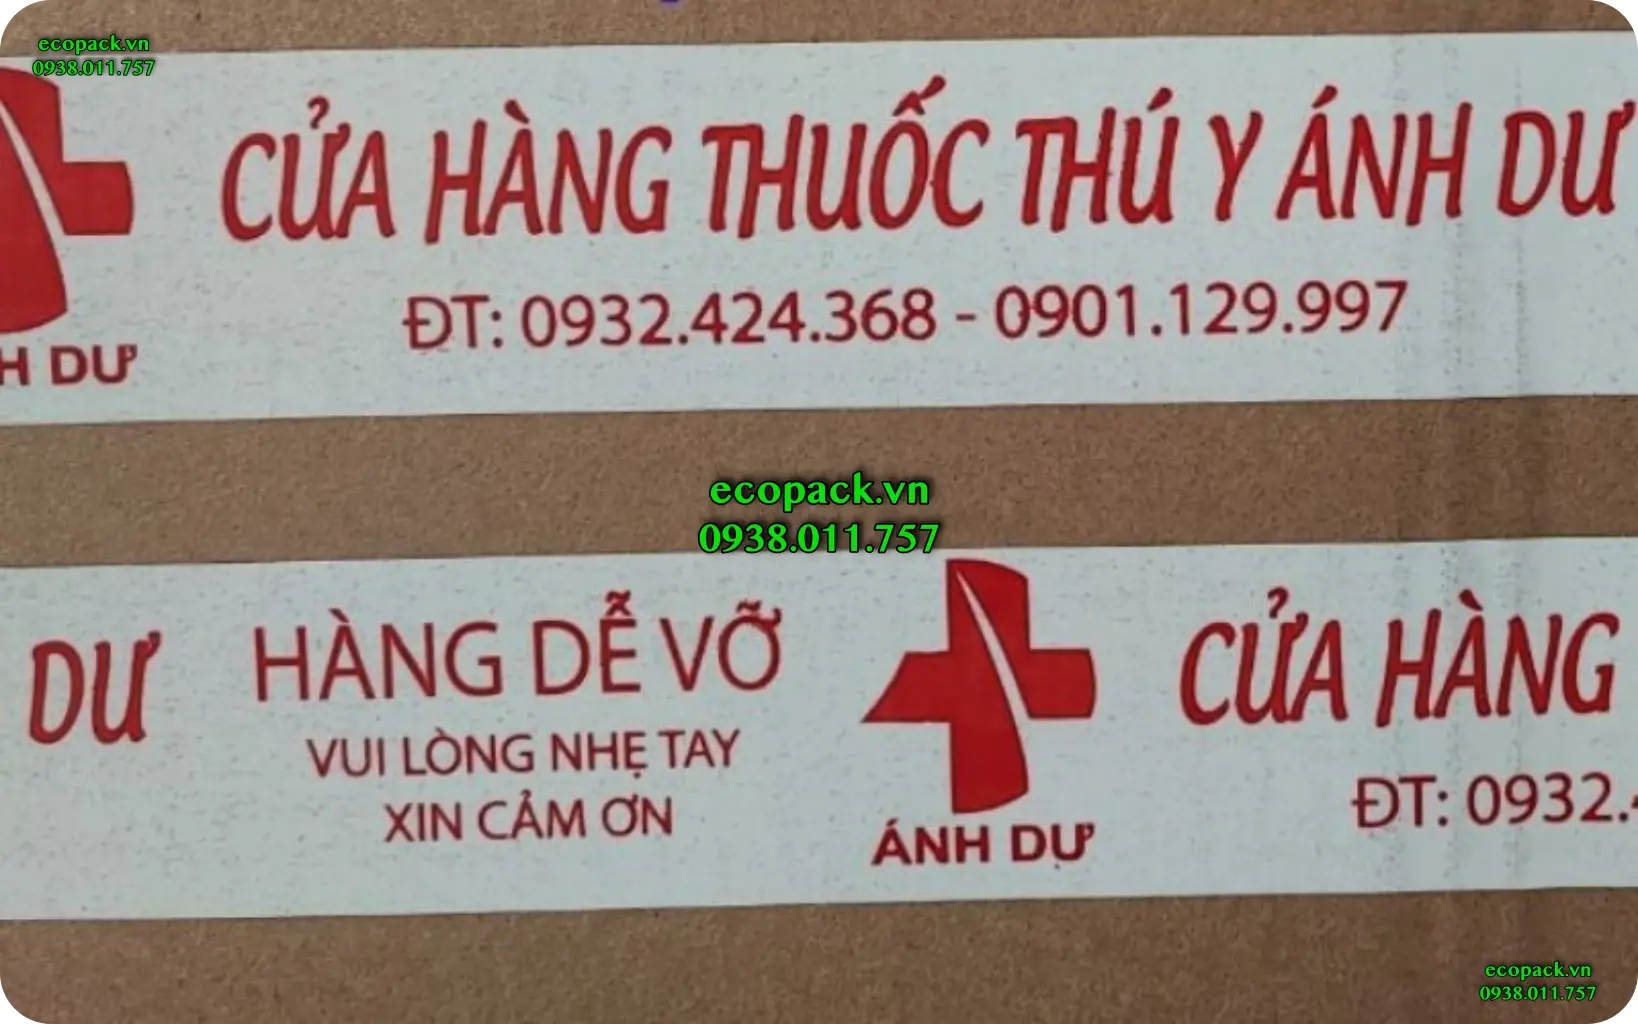 ecopack.vn
0938.011.757
CỬA HÀNG THUỐC THÚ Y ÁNH DƯ
ĐT: 0932.424.368 - 0901.129.997
H DƯ
ecopack.vn
0938.011.757
DƯ
HÀNG DỄ VỠ
VUI LÒNG NHẸ TAY
XIN CẢM ƠN
ÁNH DƯ
CỬA HÀNG
ĐT: 0932.
ecopack.vn
0938.011.757